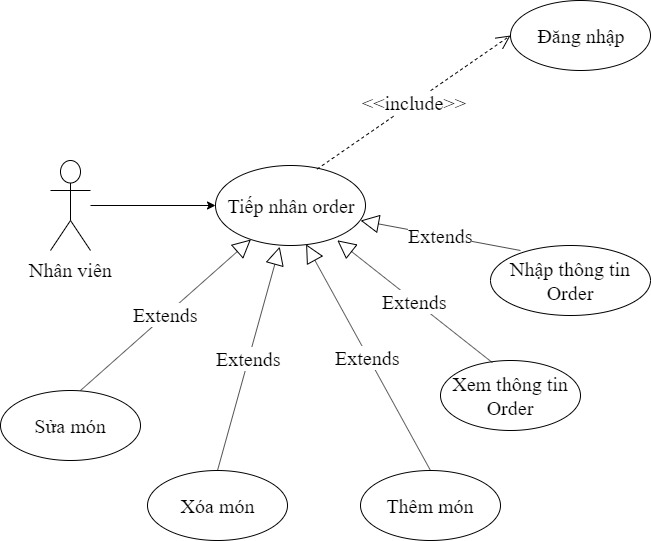 Đăng nhập
<<include>>
Tiếp nhân order
Nhân viên
Extends
Nhập thông tin
Order
Extends
Extends
Extends
Extends
Xem thông tin
Order
Sửa món
Xóa món
Thêm món